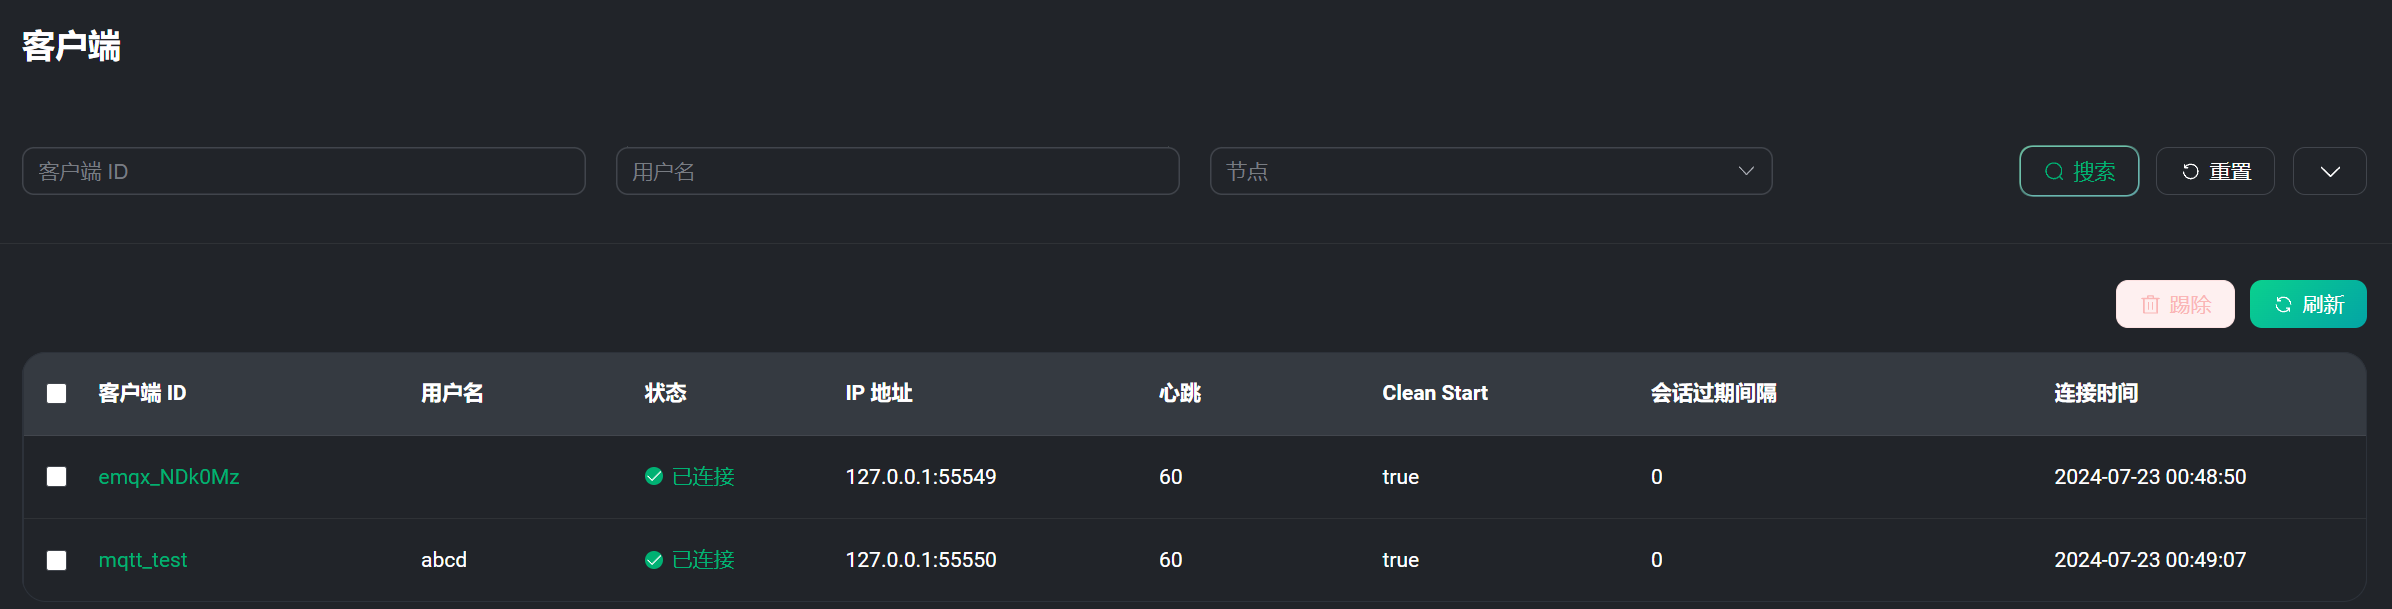 客户端
客户端 ID 用户名 节点 搜索 重置
踢除 刷新
客户端 ID 用户名 状态 IP 地址 心跳 Clean Start 会话过期间隔 连接时间
emqx_NDk0Mz 已连接 127.0.0.1:55549 60 true 0 2024-07-23 00:48:50
mqtt_test abcd 已连接 127.0.0.1:55550 60 true 0 2024-07-23 00:49:07